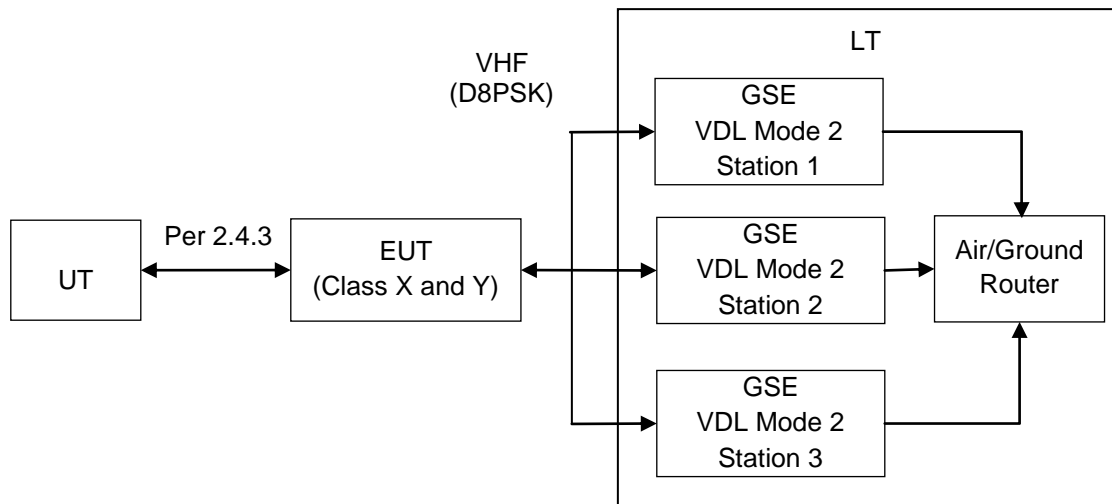 LT
VHF
(D8PSK)
GSE
VDL Mode 2
Station 1
UT
Per 2.4.3
EUT
(Class X and Y)
GSE
VDL Mode 2
Station 2
Air/Ground
Router
GSE
VDL Mode 2
Station 3